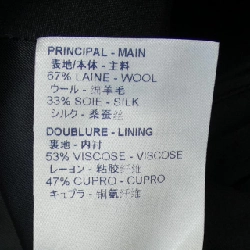 PRINCIPAL - MAIN
表地/本体 - 主料
67% LAINE - WOOL
ウール - 绵羊毛
33% SOIE - SILK
シルク - 桑蚕丝
DOUBLURE - LINING
裏地 - 内衬
53% VISCOSE - VISCOSE
レーヨン - 粘胶纤维
47% CUPRO - CUPRO
キュプラ - 铜氨纤维